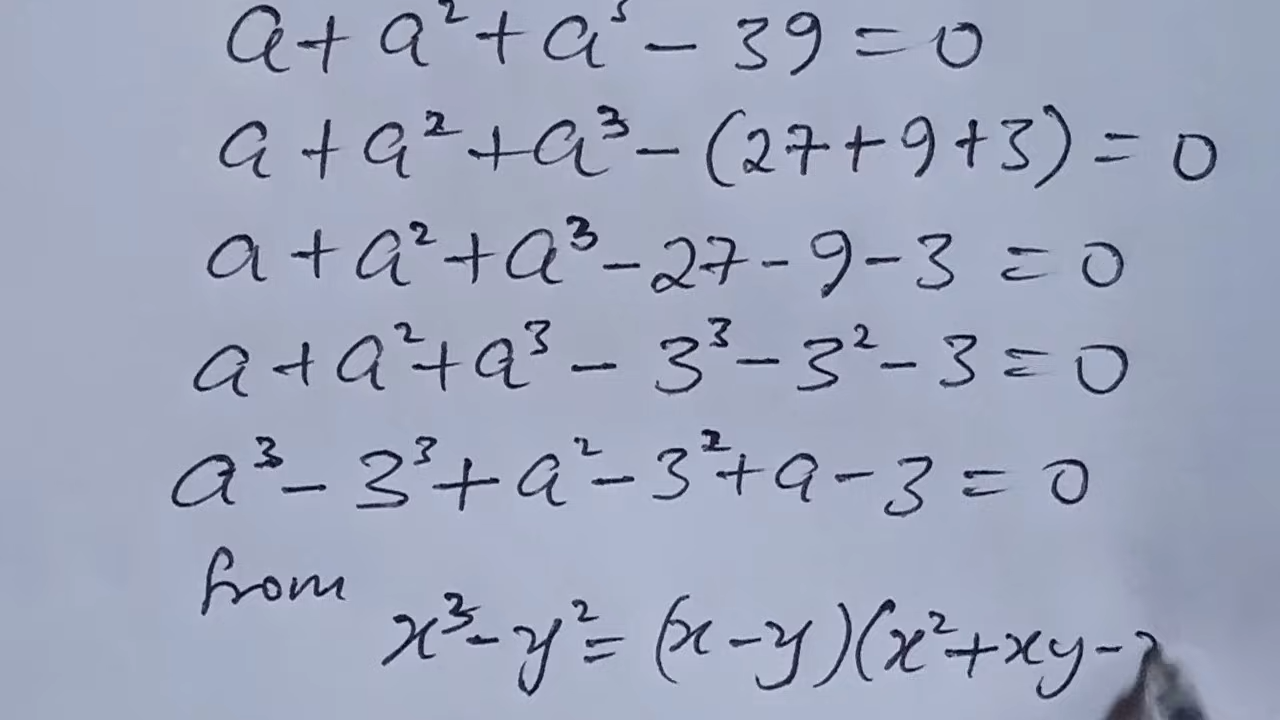 a + a² + a³ - 39 = 0
a + a² + a³ - (27 + 9 + 3) = 0
a + a² + a³ - 27 - 9 - 3 = 0
a + a² + a³ - 3³ - 3² - 3 = 0
a³ - 3³ + a² - 3² + a - 3 = 0
from
x³ - y² = (x - y)(x² + xy -